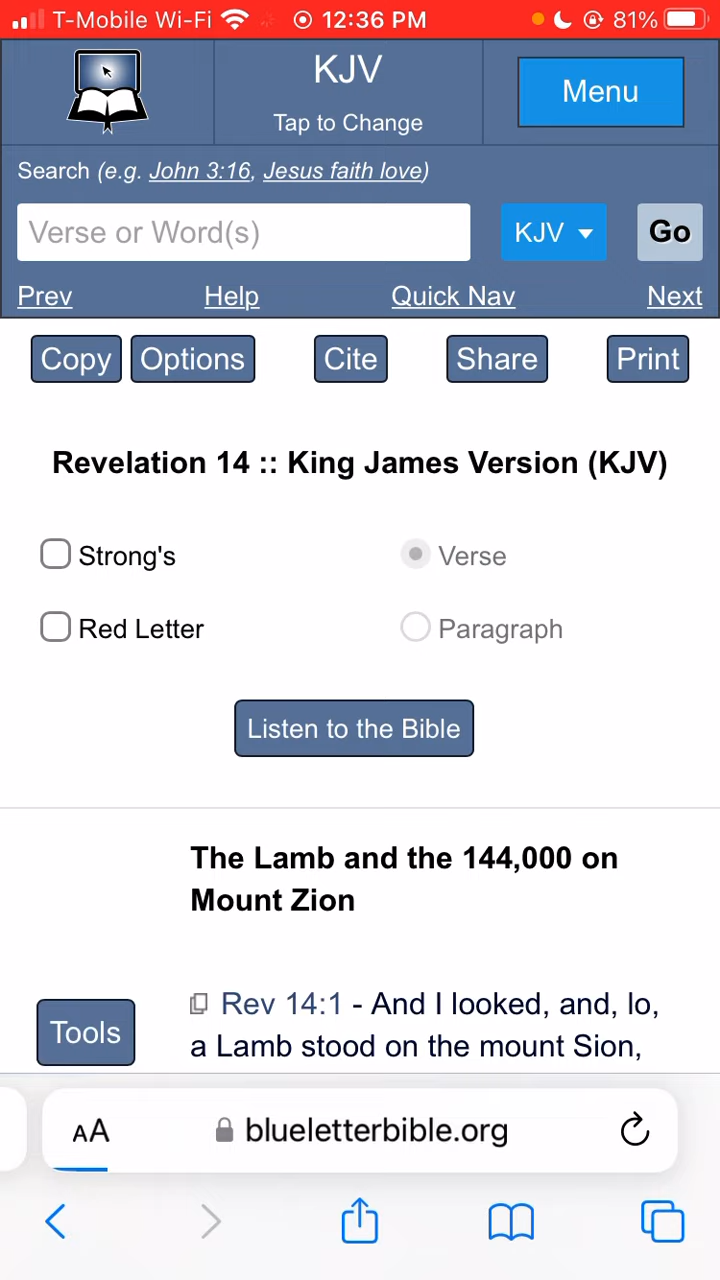 T-Mobile Wi-Fi 12:36 PM 81%
KJV
Tap to Change
Menu
Search (e.g. John 3:16, Jesus faith love)
Verse or Word(s) KJV Go
Prev Help Quick Nav Next
Copy Options Cite Share Print
Revelation 14 :: King James Version (KJV)
Strong's Verse
Red Letter Paragraph
Listen to the Bible
The Lamb and the 144,000 on
Mount Zion
Rev 14:1 - And I looked, and, lo,
Tools
a Lamb stood on the mount Sion,
AA blueletterbible.org